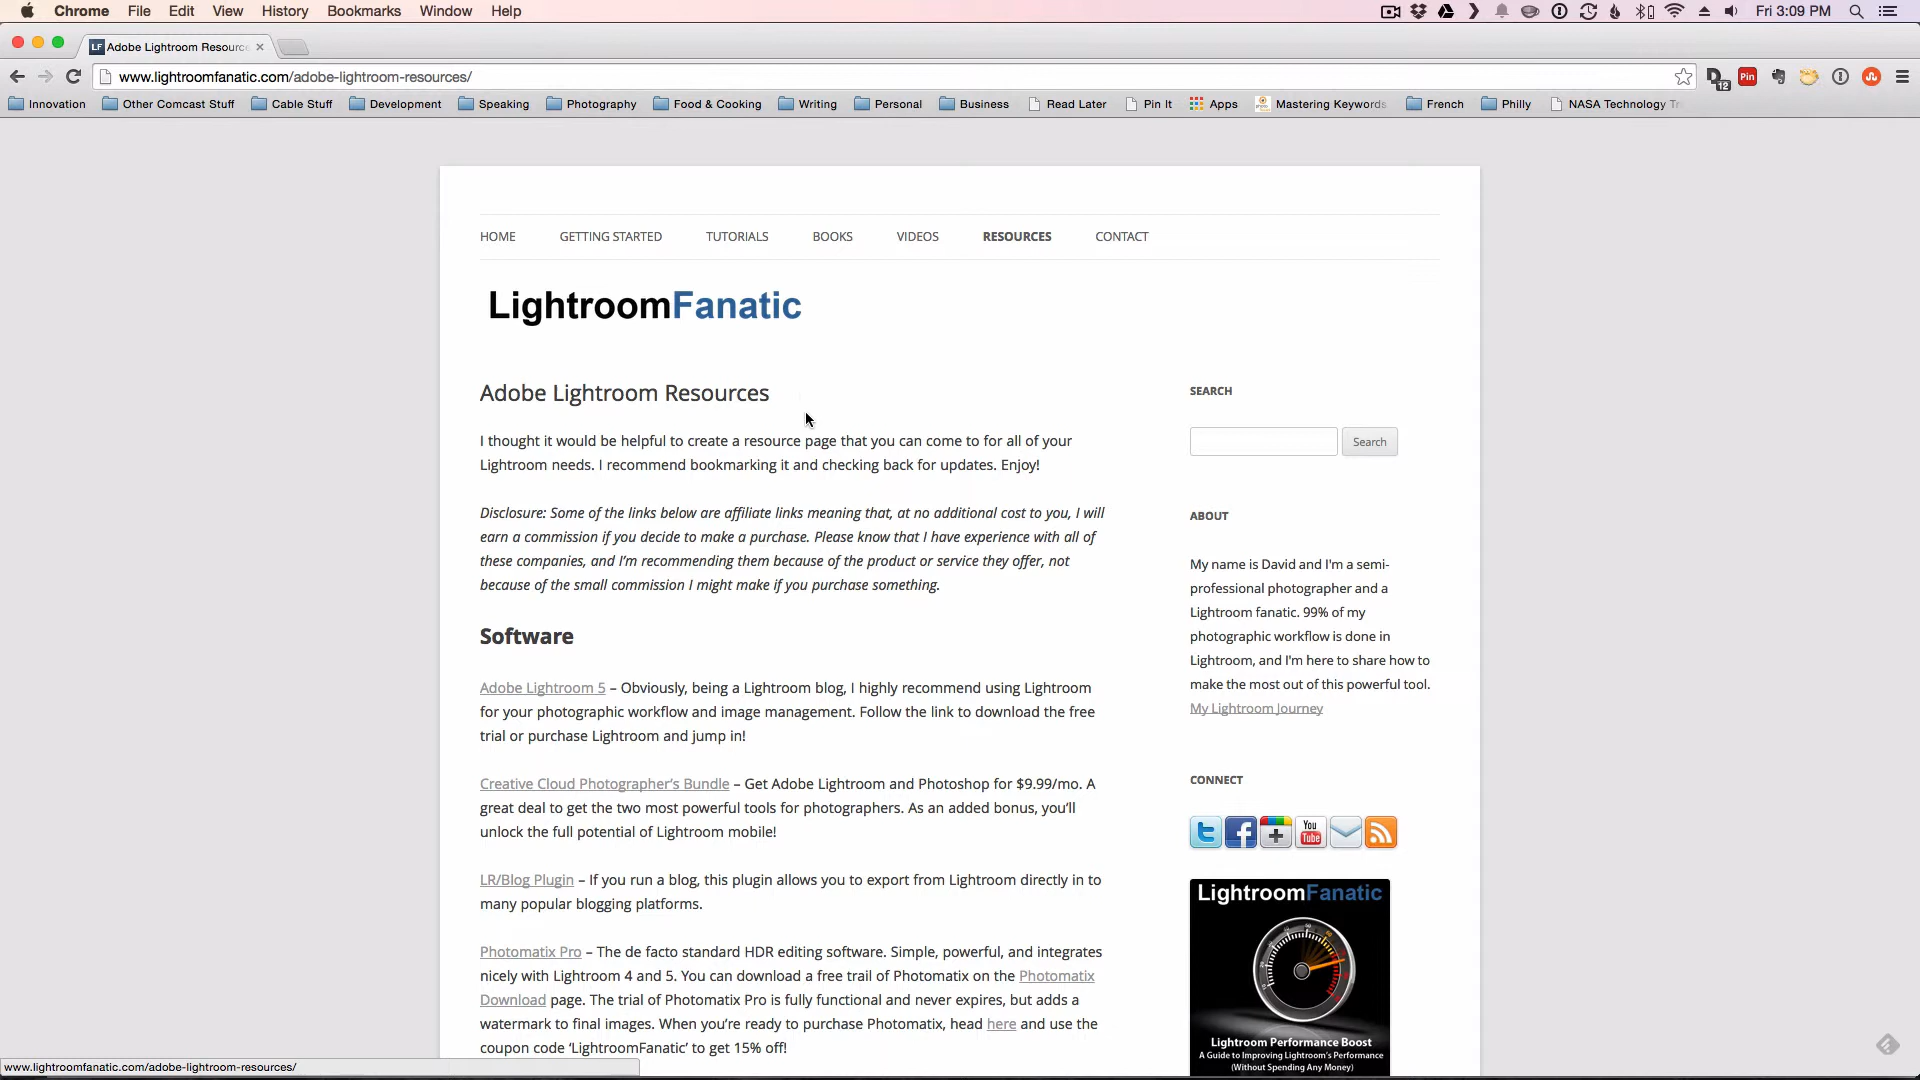 Chrome File Edit View History Bookmarks Window Help Fri 3:09 PM
LF Adobe Lightroom Resourc
www.lightroomfanatic.com/adobe-lightroom-resources/
12 Pin
Innovation Other Comcast Stuff Cable Stuff Development Speaking Photography Food & Cooking Writing Personal Business Read Later Pin It Apps Mastering Keywords French Philly NASA Technology T
HOME GETTING STARTED TUTORIALS BOOKS VIDEOS RESOURCES CONTACT
LightroomFanatic
Adobe Lightroom Resources
I thought it would be helpful to create a resource page that you can come to for all of your
Lightroom needs. I recommend bookmarking it and checking back for updates. Enjoy!
Disclosure: Some of the links below are affiliate links meaning that, at no additional cost to you, I will
earn a commission if you decide to make a purchase. Please know that I have experience with all of
these companies, and I'm recommending them because of the product or service they offer, not
because of the small commission I might make if you purchase something.
Software
Adobe Lightroom 5 – Obviously, being a Lightroom blog, I highly recommend using Lightroom
for your photographic workflow and image management. Follow the link to download the free
trial or purchase Lightroom and jump in!
Creative Cloud Photographer's Bundle – Get Adobe Lightroom and Photoshop for $9.99/mo. A
great deal to get the two most powerful tools for photographers. As an added bonus, you'll
unlock the full potential of Lightroom mobile!
LR/Blog Plugin – If you run a blog, this plugin allows you to export from Lightroom directly in to
many popular blogging platforms.
Photomatix Pro – The de facto standard HDR editing software. Simple, powerful, and integrates
nicely with Lightroom 4 and 5. You can download a free trail of Photomatix on the Photomatix
Download page. The trial of Photomatix Pro is fully functional and never expires, but adds a
watermark to final images. When you're ready to purchase Photomatix, head here and use the
coupon code 'LightroomFanatic' to get 15% off!
SEARCH
Search
ABOUT
My name is David and I'm a semi-
professional photographer and a
Lightroom fanatic. 99% of my
photographic workflow is done in
Lightroom, and I'm here to share how to
make the most out of this powerful tool.
My Lightroom Journey
CONNECT
You
Tube
LightroomFanatic
Lightroom Performance Boost
A Guide to Improving Lightroom's Performance
(Without Spending Any Money)
www.lightroomfanatic.com/adobe-lightroom-resources/